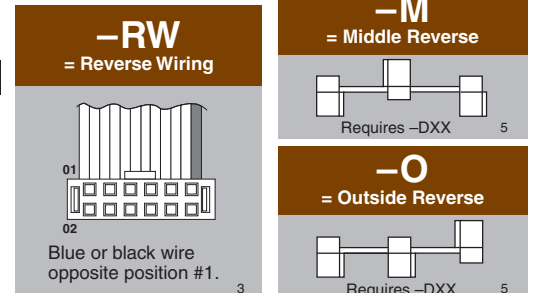 –RW
= Reverse Wiring
01
02
Blue or black wire
opposite position #1.
3
–M
= Middle Reverse
Requires –DXX
5
–O
= Outside Reverse
Requires –DXX
5